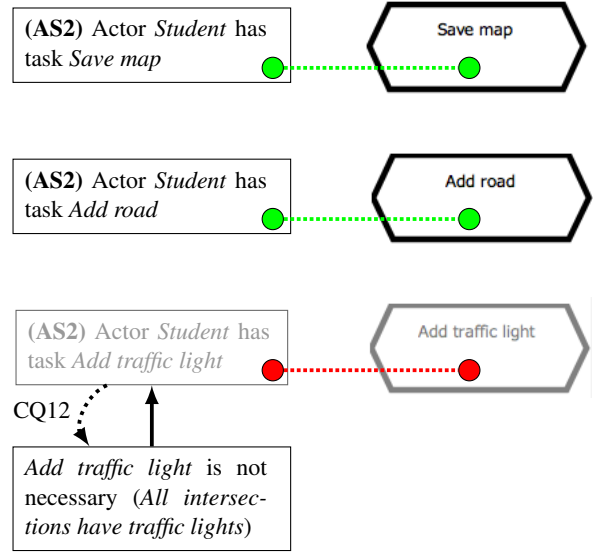 (AS2) Actor Student has
task Save map
Save map
(AS2) Actor Student has
task Add road
Add road
(AS2) Actor Student has
task Add traffic light
Add traffic light
CQ12
Add traffic light is not
necessary (All intersec-
tions have traffic lights)